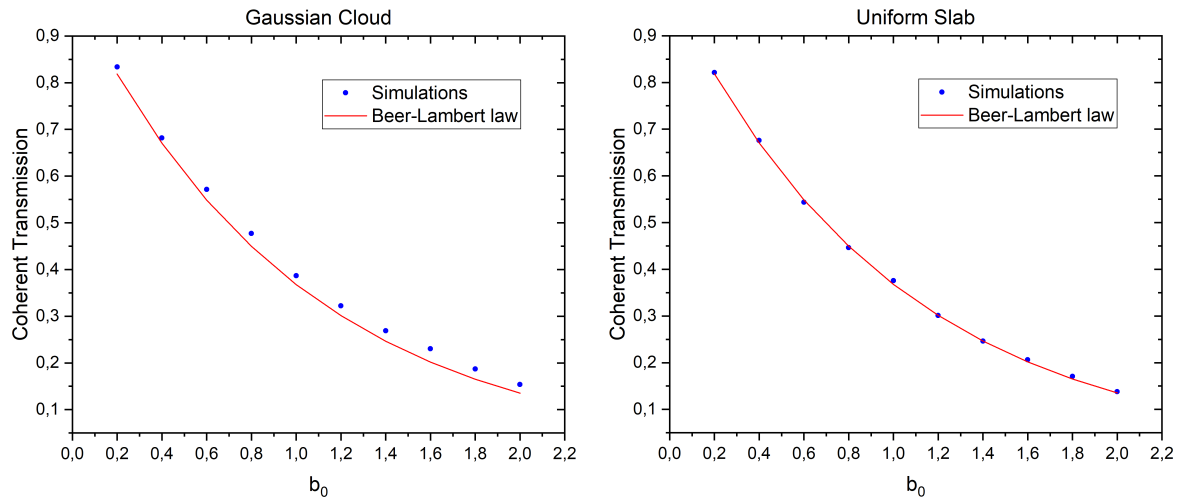 Gaussian Cloud
0,9
0,8
0,7
0,6
0,5
0,4
0,3
0,2
0,1
Coherent Transmission
Simulations
Beer-Lambert law
0,0 0,2 0,4 0,6 0,8 1,0 1,2 1,4 1,6 1,8 2,0 2,2
b₀
Uniform Slab
0,9
0,8
0,7
0,6
0,5
0,4
0,3
0,2
0,1
Coherent Transmission
Simulations
Beer-Lambert law
0,0 0,2 0,4 0,6 0,8 1,0 1,2 1,4 1,6 1,8 2,0 2,2
b₀